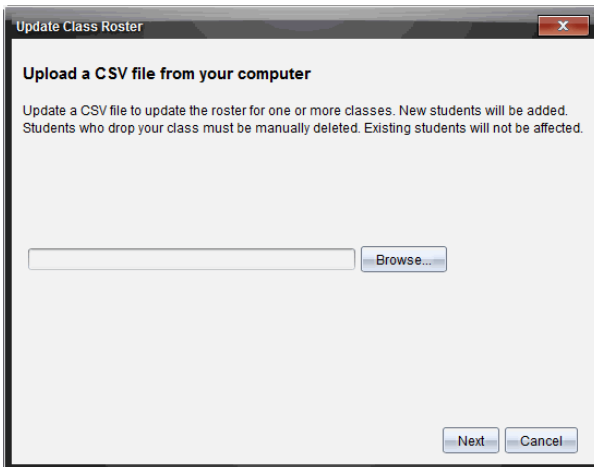 Update Class Roster
X
Upload a CSV file from your computer
Update a CSV file to update the roster for one or more classes. New students will be added.
Students who drop your class must be manually deleted. Existing students will not be affected.
Browse...
Next Cancel